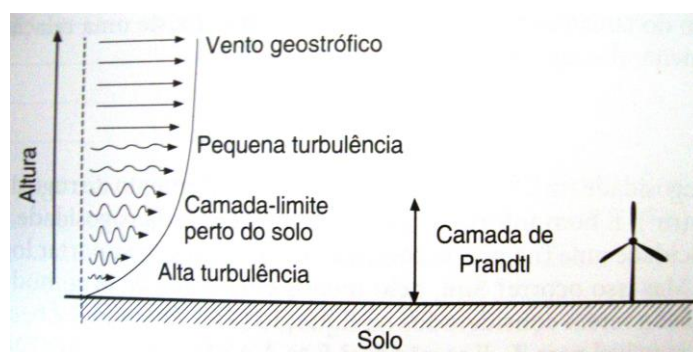 Vento geostrófico
Altura
Pequena turbulência
Camada-limite
perto do solo
Camada de
Prandtl
Alta turbulência
Solo